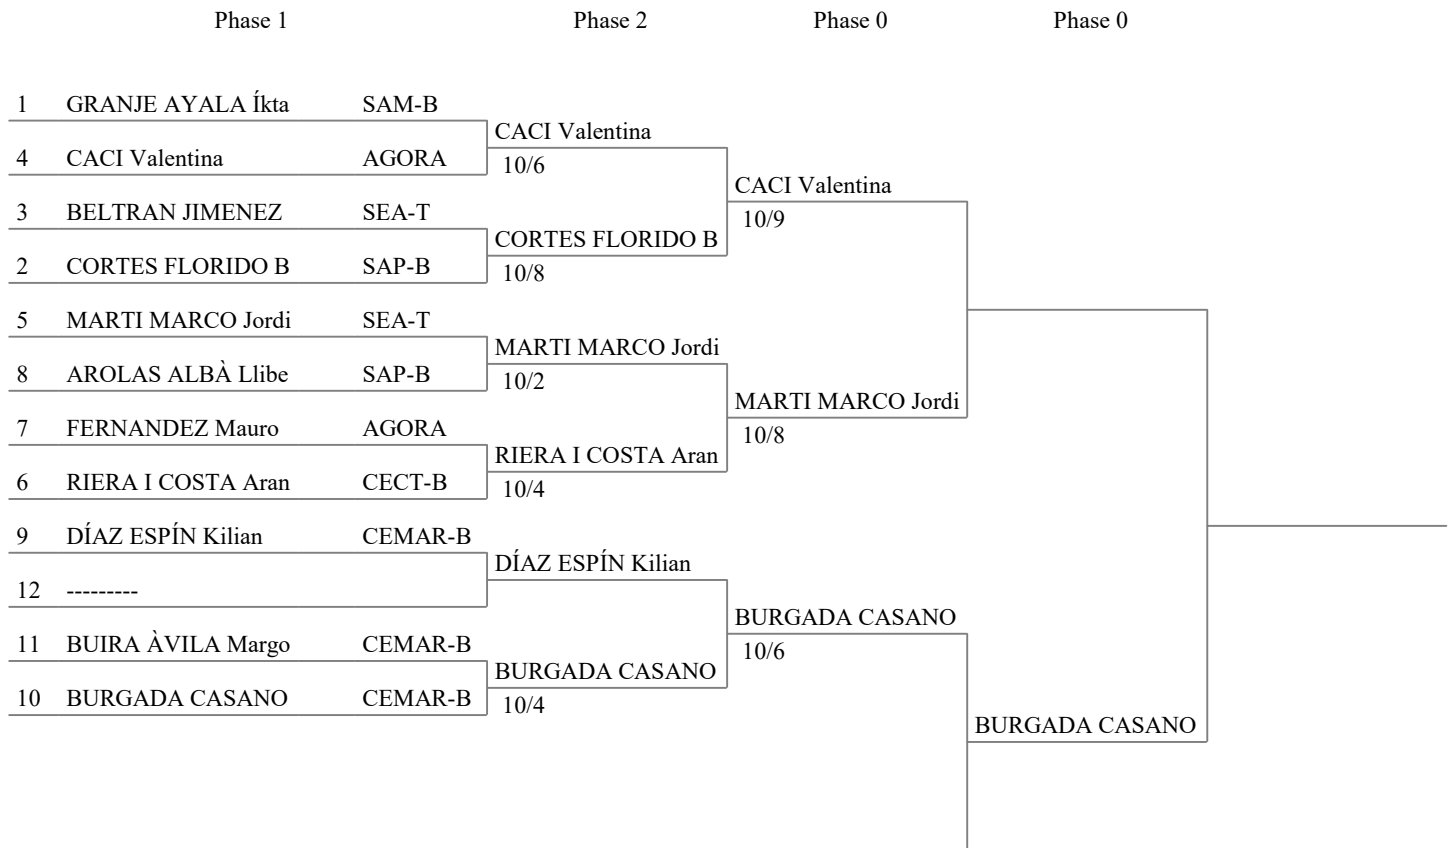 Phase 1 Phase 2 Phase 0 Phase 0
1 GRANJE AYALA Íkta SAM-B
CACI Valentina
4 CACI Valentina AGORA
10/6
CACI Valentina
3 BELTRAN JIMENEZ SEA-T
10/9
CORTES FLORIDO B
2 CORTES FLORIDO B SAP-B
10/8
5 MARTI MARCO Jordi SEA-T
MARTI MARCO Jordi
8 AROLAS ALBÀ Llibe SAP-B
10/2
MARTI MARCO Jordi
7 FERNANDEZ Mauro AGORA
10/8
RIERA I COSTA Aran
6 RIERA I COSTA Aran CECT-B
10/4
9 DÍAZ ESPÍN Kilian CEMAR-B
DÍAZ ESPÍN Kilian
12 ---------
BURGADA CASANO
11 BUIRA ÀVILA Margo CEMAR-B
10/6
BURGADA CASANO
10 BURGADA CASANO CEMAR-B
10/4
BURGADA CASANO